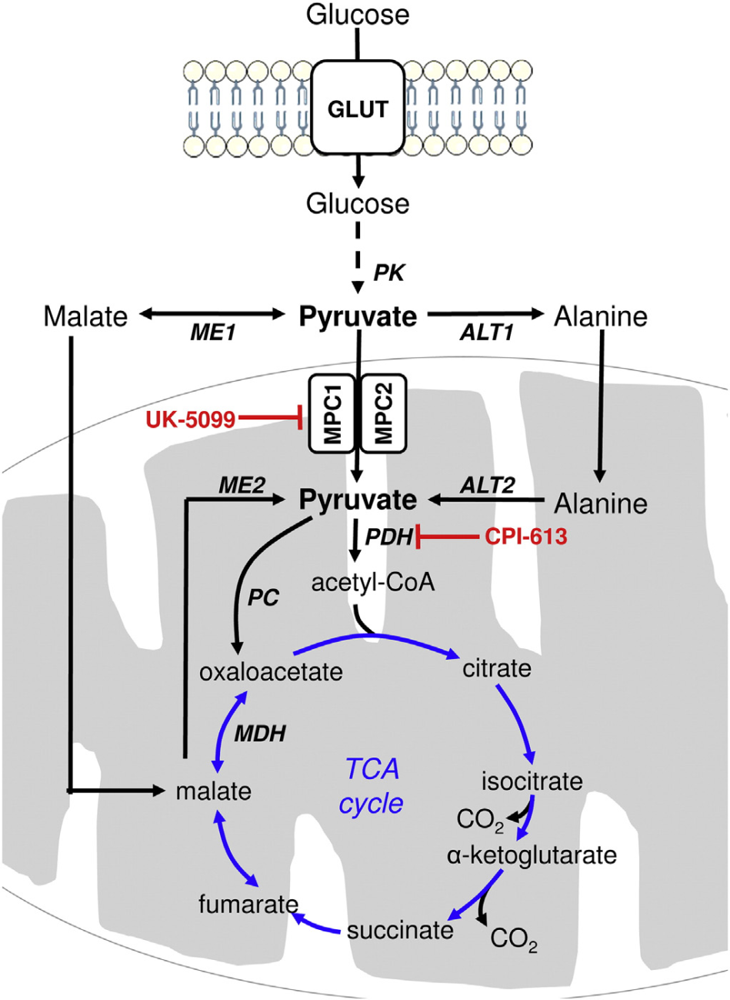 Glucose
GLUT
Glucose
PK
Malate
ME1
Pyruvate
ALT1
Alanine
UK-5099
MPC1
MPC2
ME2
Pyruvate
ALT2
Alanine
PDH
CPI-613
acetyl-CoA
PC
oxaloacetate
citrate
MDH
TCA
cycle
isocitrate
malate
CO2
α-ketoglutarate
fumarate
succinate
CO2